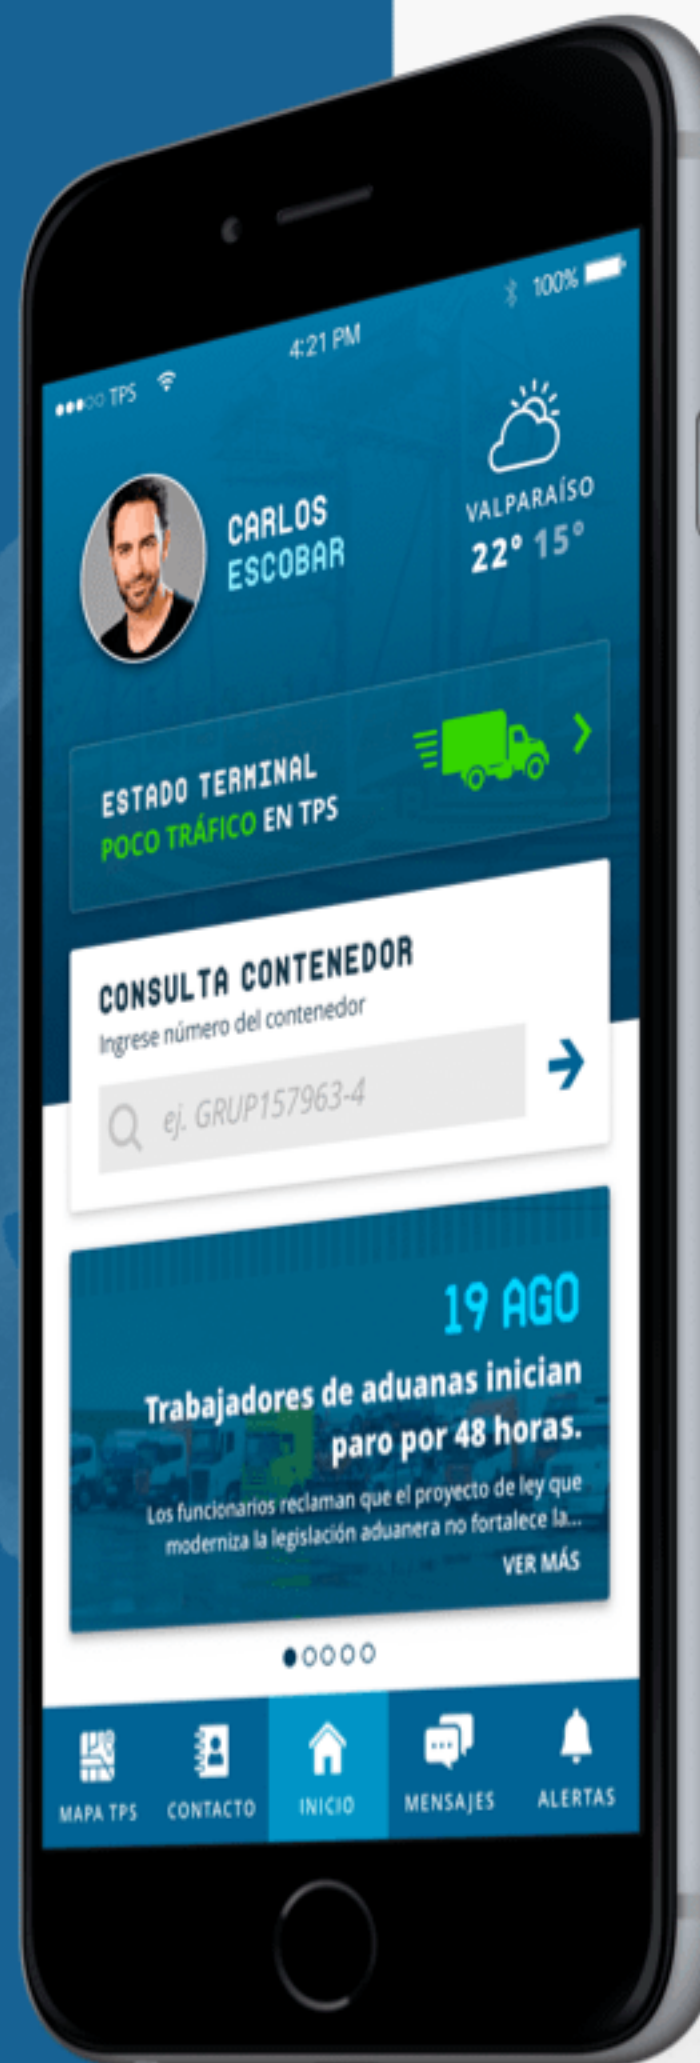 TPS
4:21 PM
100%
CARLOS
ESCOBAR
VALPARAÍSO
22° 15°
ESTADO TERMINAL
POCO TRÁFICO EN TPS
CONSULTA CONTENEDOR
Ingrese número del contenedor
ej. GRUP157963-4
19 AGO
Trabajadores de aduanas inician
paro por 48 horas.
Los funcionarios reclaman que el proyecto de ley que
moderniza la legislación aduanera no fortalece la...
VER MÁS
MAPA TPS
CONTACTO
INICIO
MENSAJES
ALERTAS